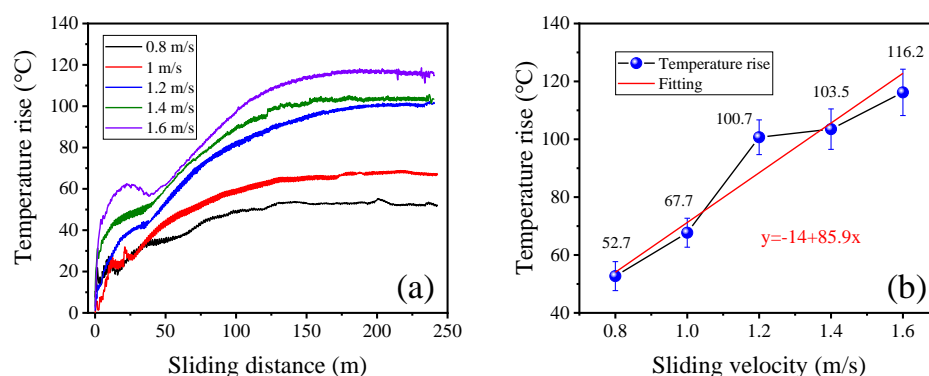 140
120
100
80
60
40
20
0
Temperature rise (℃)
0.8 m/s
1 m/s
1.2 m/s
1.4 m/s
1.6 m/s
(a)
0 50 100 150 200 250
Sliding distance (m)
140
120
100
80
60
40
Temperature rise (℃)
Temperature rise
Fitting
52.7
67.7
100.7
103.5
116.2
y=-14+85.9x
(b)
0.8 1.0 1.2 1.4 1.6
Sliding velocity (m/s)